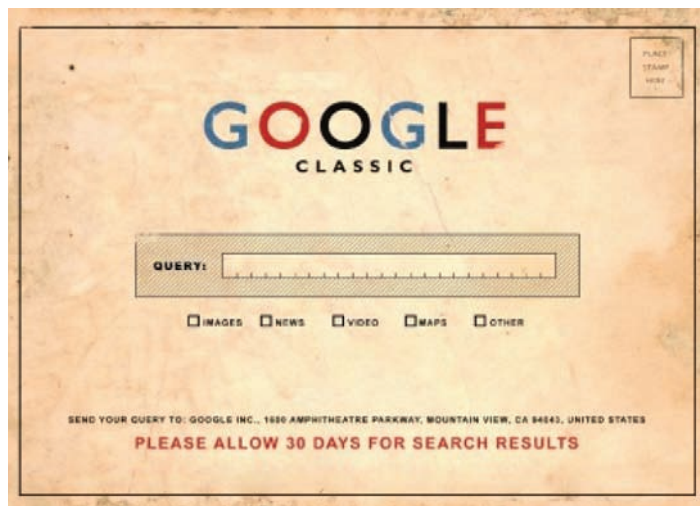 PLACE
STAMP
HERE
GOOGLE
CLASSIC
QUERY:
IMAGES NEWS VIDEO MAPS OTHER
SEND YOUR QUERY TO: GOOGLE INC., 1600 AMPHITHEATRE PARKWAY, MOUNTAIN VIEW, CA 94043, UNITED STATES
PLEASE ALLOW 30 DAYS FOR SEARCH RESULTS